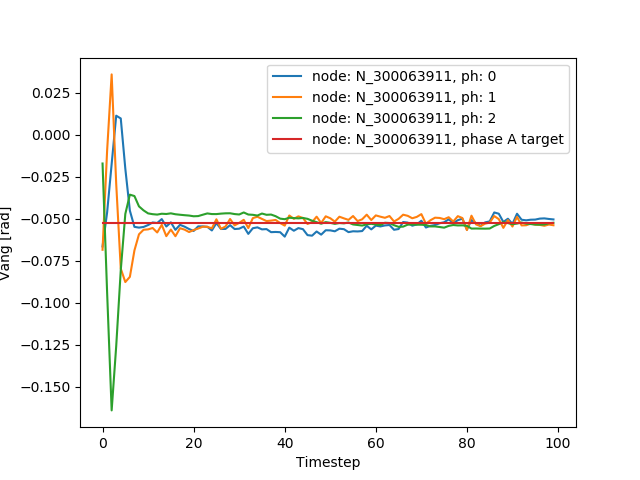 node: N_300063911, ph: 0
node: N_300063911, ph: 1
node: N_300063911, ph: 2
node: N_300063911, phase A target
0.025
0.000
−0.025
−0.050
−0.075
−0.100
−0.125
−0.150
Vang [rad]
0 20 40 60 80 100
Timestep